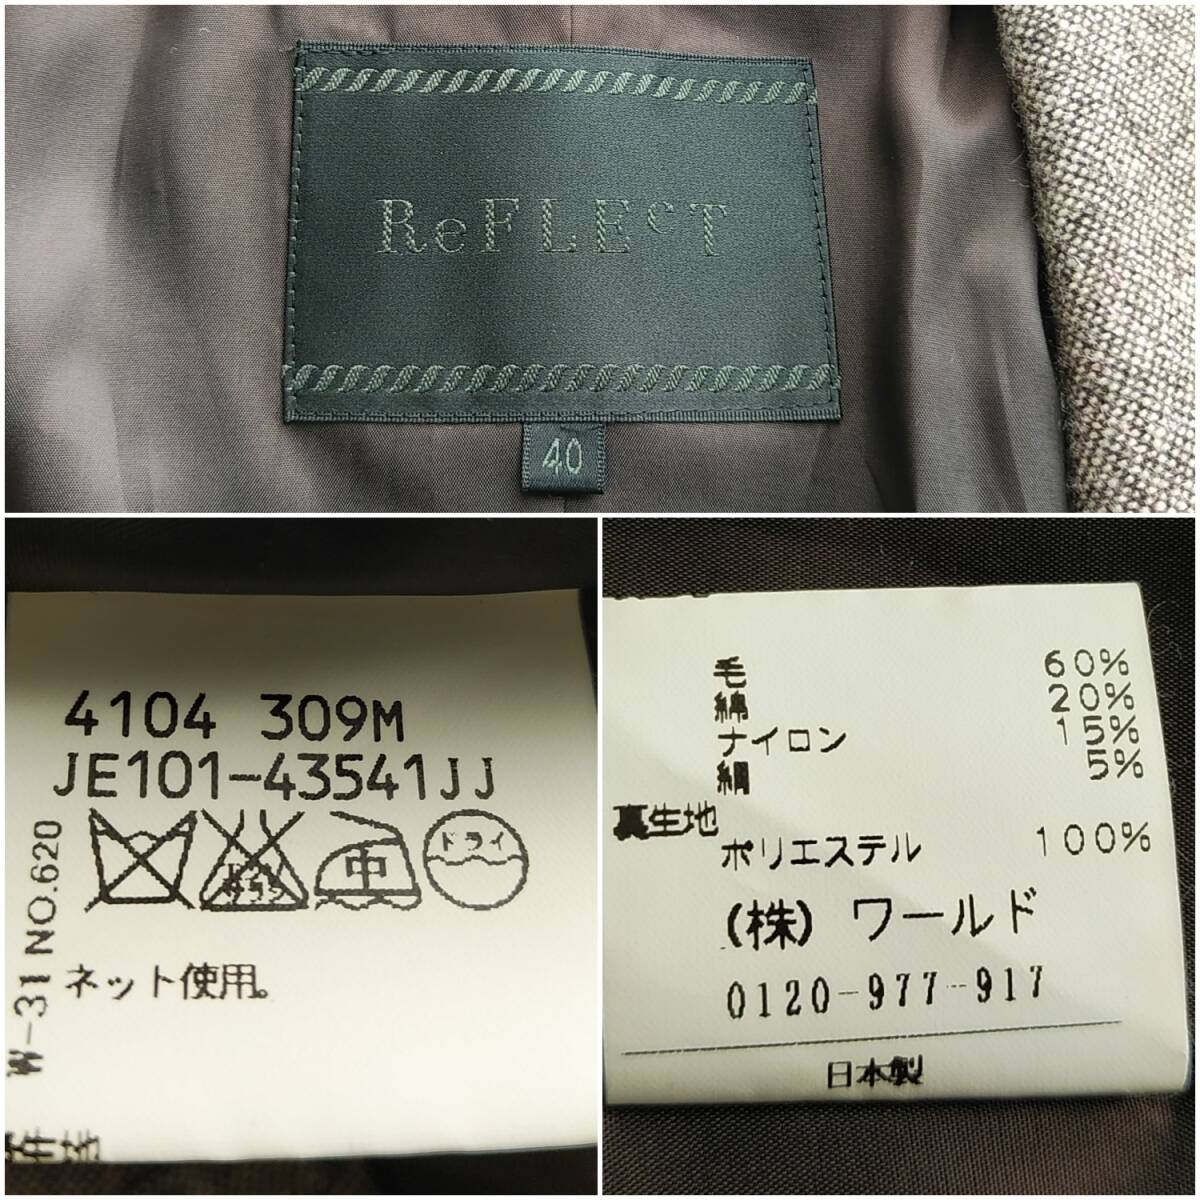 ReFLEcT
40
4104 309M
JE101-43541JJ
中
ドライ
ネット使用。
W-31 NO.620
毛 60%
綿 20%
ナイロン 15%
絹 5%
裏生地
ポリエステル 100%
(株) ワールド
0120-977-917
日本製